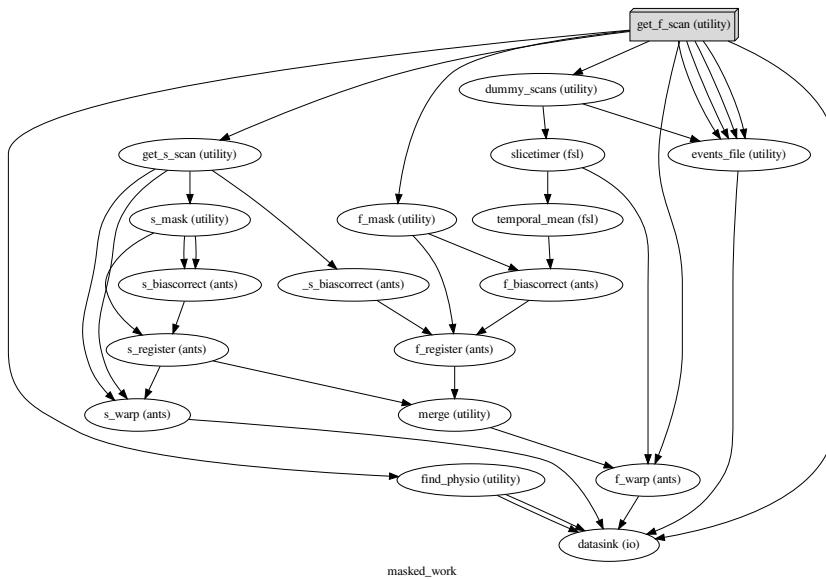 get_f_scan (utility)
dummy_scans (utility)
get_s_scan (utility)
slicetimer (fsl)
events_file (utility)
s_mask (utility)
f_mask (utility)
temporal_mean (fsl)
s_biascorrect (ants)
_s_biascorrect (ants)
f_biascorrect (ants)
s_register (ants)
f_register (ants)
s_warp (ants)
merge (utility)
find_physio (utility)
f_warp (ants)
datasink (io)
masked_work